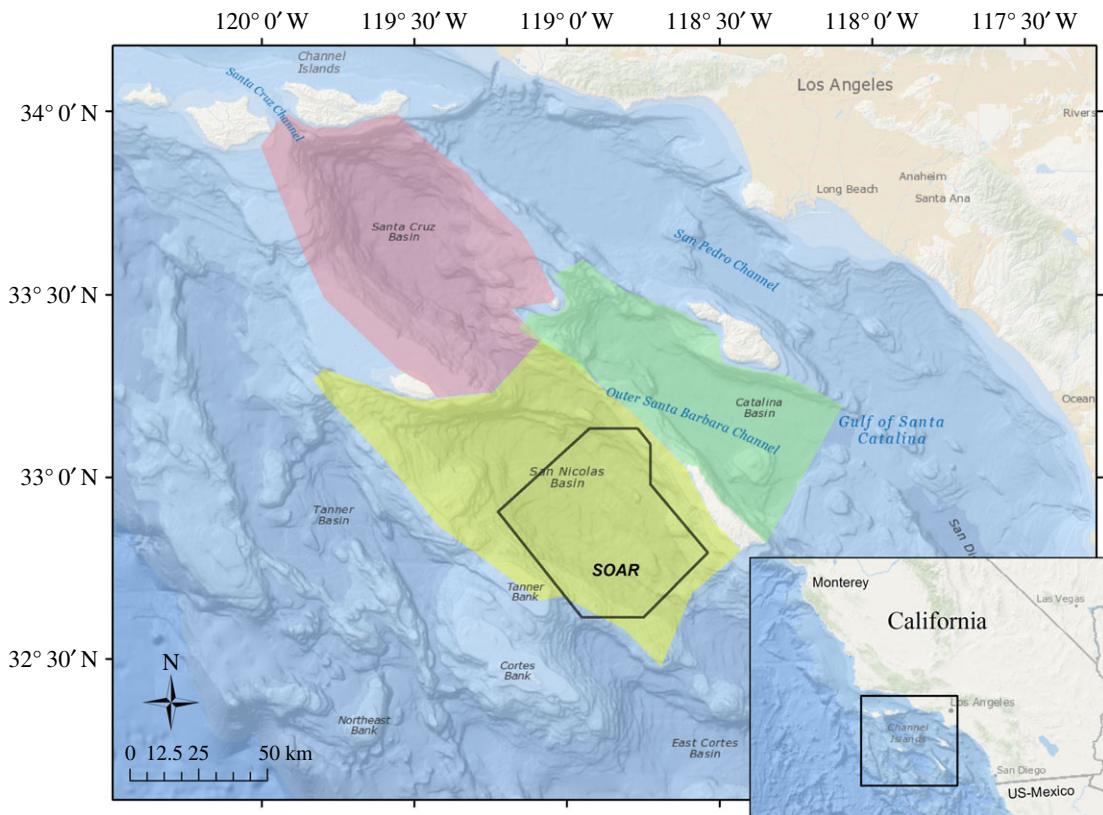 120° 0′ W 119° 30′ W 119° 0′ W 118° 30′ W 118° 0′ W 117° 30′ W
34° 0′ N
33° 30′ N
33° 0′ N
32° 30′ N
Channel
Islands
Santa Cruz Channel
Los Angeles
Anaheim
Long Beach
Santa Ana
Santa Cruz
Basin
San Pedro Channel
Outer Santa Barbara Channel
Catalina
Basin
Gulf of Santa
Catalina
San Nicolas
Basin
Tanner
Basin
SOAR
Tanner
Bank
Cortes
Bank
Northeast
Bank
East Cortes
Basin
N
0 12.5 25 50 km
Monterey
California
Las Vegas
Los Angeles
Channel
Islands
San Diego
US-Mexico